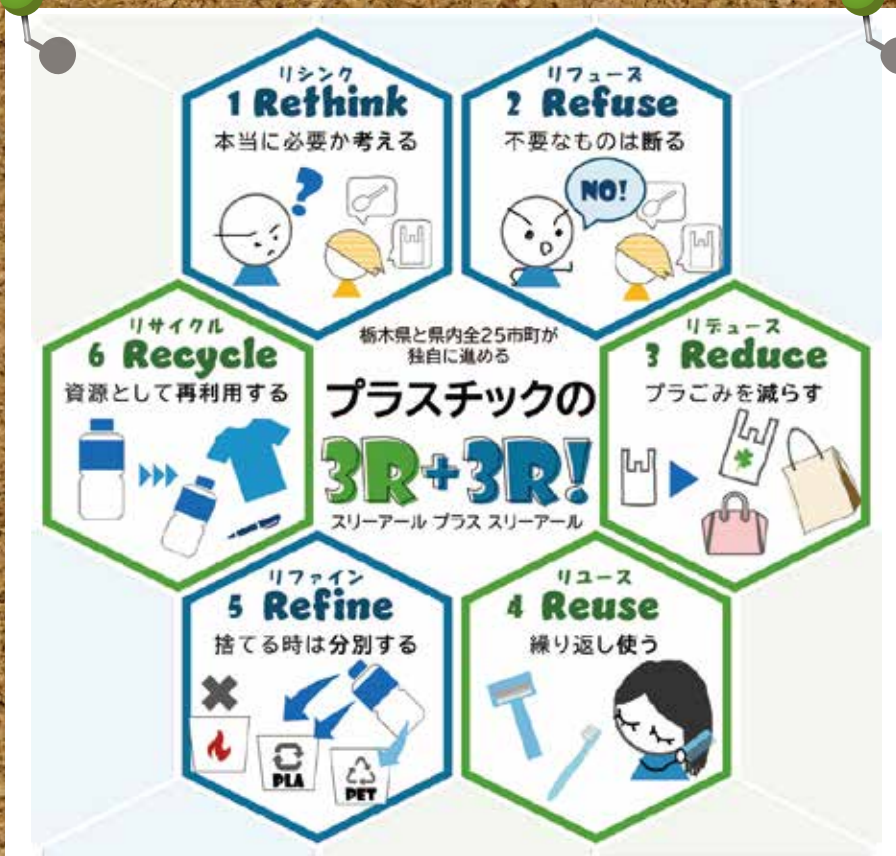 リシンク
1 Rethink
本当に必要か考える
?
リフューズ
2 Refuse
不要なものは断る
NO!
栃木県と県内全25市町が
独自に進める
プラスチックの
3R+3R!
スリーアール プラス スリーアール
リデュース
3 Reduce
プラごみを減らす
リユース
4 Reuse
繰り返し使う
リファイン
5 Refine
捨てる時は分別する
PLA
PET
リサイクル
6 Recycle
資源として再利用する